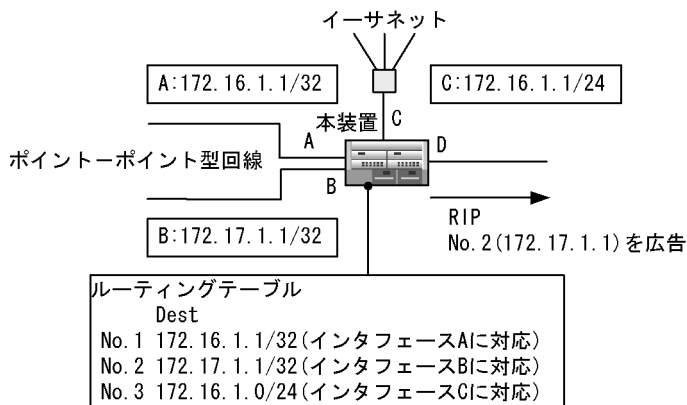 イーサネット
A:172.16.1.1/32
C:172.16.1.1/24
本装置
C
A
D
ポイントーポイント型回線
B
RIP
No.2(172.17.1.1)を広告
B:172.17.1.1/32
ルーティングテーブル
Dest
No.1 172.16.1.1/32(インタフェースAに対応)
No.2 172.17.1.1/32(インタフェースBに対応)
No.3 172.16.1.0/24(インタフェースCに対応)